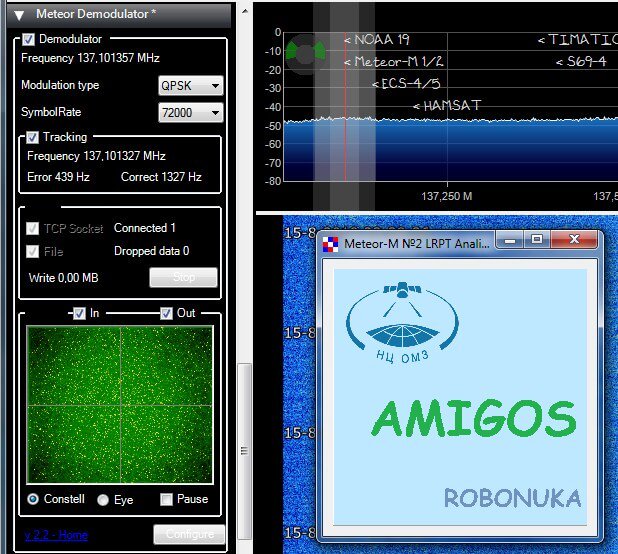 Meteor Demodulator *
Demodulator
Frequency 137,101357 MHz
Modulation type QPSK
SymbolRate 72000
Tracking
Frequency 137,101327 MHz
Error 439 Hz Correct 1327 Hz
TCP Socket Connected 1
File Dropped data 0
Write 0,00 MB Stop
In Out
Constell Eye Pause
v 2.2 - Home Configure
0
-10
-20
-30
-40
-50
-60
-70
-80
< NOAA 19 < TIMATIC
< Meteor-M 1/2 < S69-4
< ECS-4/5
< HAMSAT
137,250 M 137,5
15-8
15-8
15-8
15-8
Meteor-M №2 LRPT Anali...
НЦ ОМЗ
AMIGOS
ROBONUKA